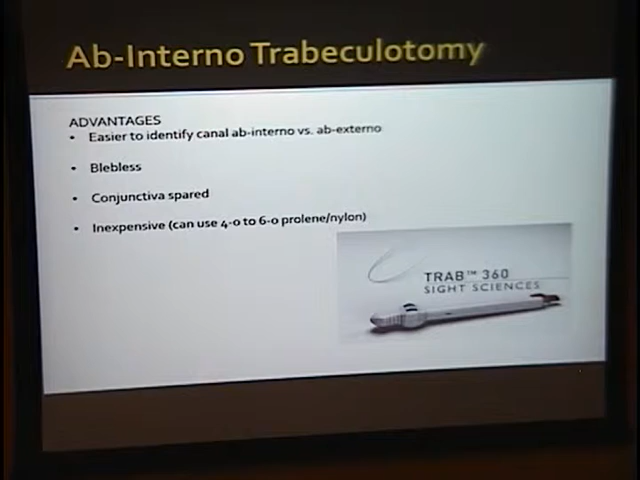 Ab-Interno Trabeculotomy
ADVANTAGES
• Easier to identify canal ab-interno vs. ab-externo
• Blebless
• Conjunctiva spared
• Inexpensive (can use 4-0 to 6-0 prolene/nylon)
TRAB™ 360
SIGHT SCIENCES